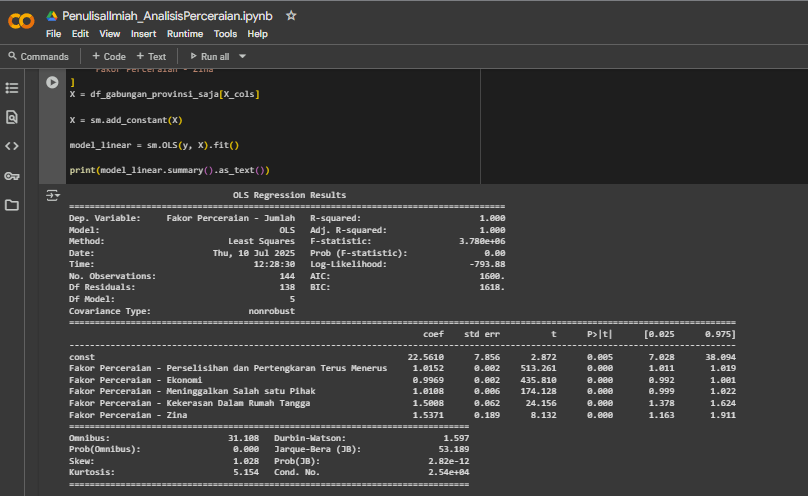 PenulisaIlmiah_AnalisisPerceraian.ipynb
File Edit View Insert Runtime Tools Help
Commands + Code + Text Run all
"Fakor Perceraian - Zina"
]
X = df_gabungan_provinsi_saja[X_cols]
X = sm.add_constant(X)
model_linear = sm.OLS(y, X).fit()
print(model_linear.summary().as_text())
OLS Regression Results
==============================================================================
Dep. Variable: Fakor Perceraian - Jumlah R-squared: 1.000
Model: OLS Adj. R-squared: 1.000
Method: Least Squares F-statistic: 3.780e+06
Date: Thu, 10 Jul 2025 Prob (F-statistic): 0.00
Time: 12:28:30 Log-Likelihood: -793.88
No. Observations: 144 AIC: 1600.
Df Residuals: 138 BIC: 1618.
Df Model: 5
Covariance Type: nonrobust
==============================================================================
coef std err t P>|t| [0.025 0.975]
------------------------------------------------------------------------------
const 22.5610 7.856 2.872 0.005 7.028 38.094
Fakor Perceraian - Perselisihan dan Pertengkaran Terus Menerus 1.0152 0.002 513.261 0.000 1.011 1.019
Fakor Perceraian - Ekonomi 0.9969 0.002 435.810 0.000 0.992 1.001
Fakor Perceraian - Meninggalkan Salah satu Pihak 1.0108 0.006 174.128 0.000 0.999 1.022
Fakor Perceraian - Kekerasan Dalam Rumah Tangga 1.5008 0.062 24.156 0.000 1.378 1.624
Fakor Perceraian - Zina 1.5371 0.189 8.132 0.000 1.163 1.911
==============================================================================
Omnibus: 31.108 Durbin-Watson: 1.597
Prob(Omnibus): 0.000 Jarque-Bera (JB): 53.189
Skew: 1.028 Prob(JB): 2.82e-12
Kurtosis: 5.154 Cond. No. 2.54e+04
==============================================================================